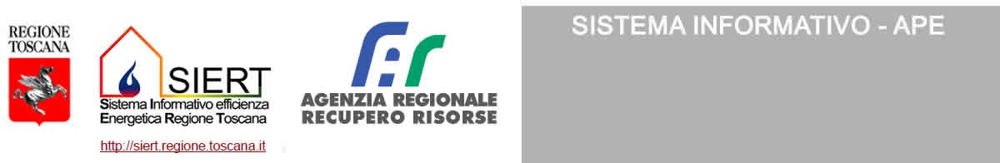 REGIONE
TOSCANA
SIERT
Sistema Informativo efficienza
Energetica Regione Toscana
http://siert.regione.toscana.it
AGENZIA REGIONALE
RECUPERO RISORSE
SISTEMA INFORMATIVO - APE